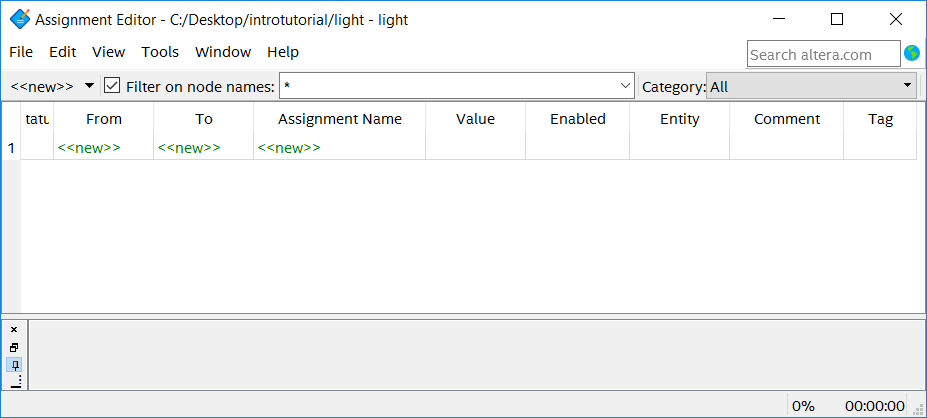 Assignment Editor - C:/Desktop/introtutorial/light - light
File Edit View Tools Window Help
Search altera.com
<<new>> Filter on node names: * Category: All
tatu From To Assignment Name Value Enabled Entity Comment Tag
1 <<new>> <<new>> <<new>>
0% 00:00:00